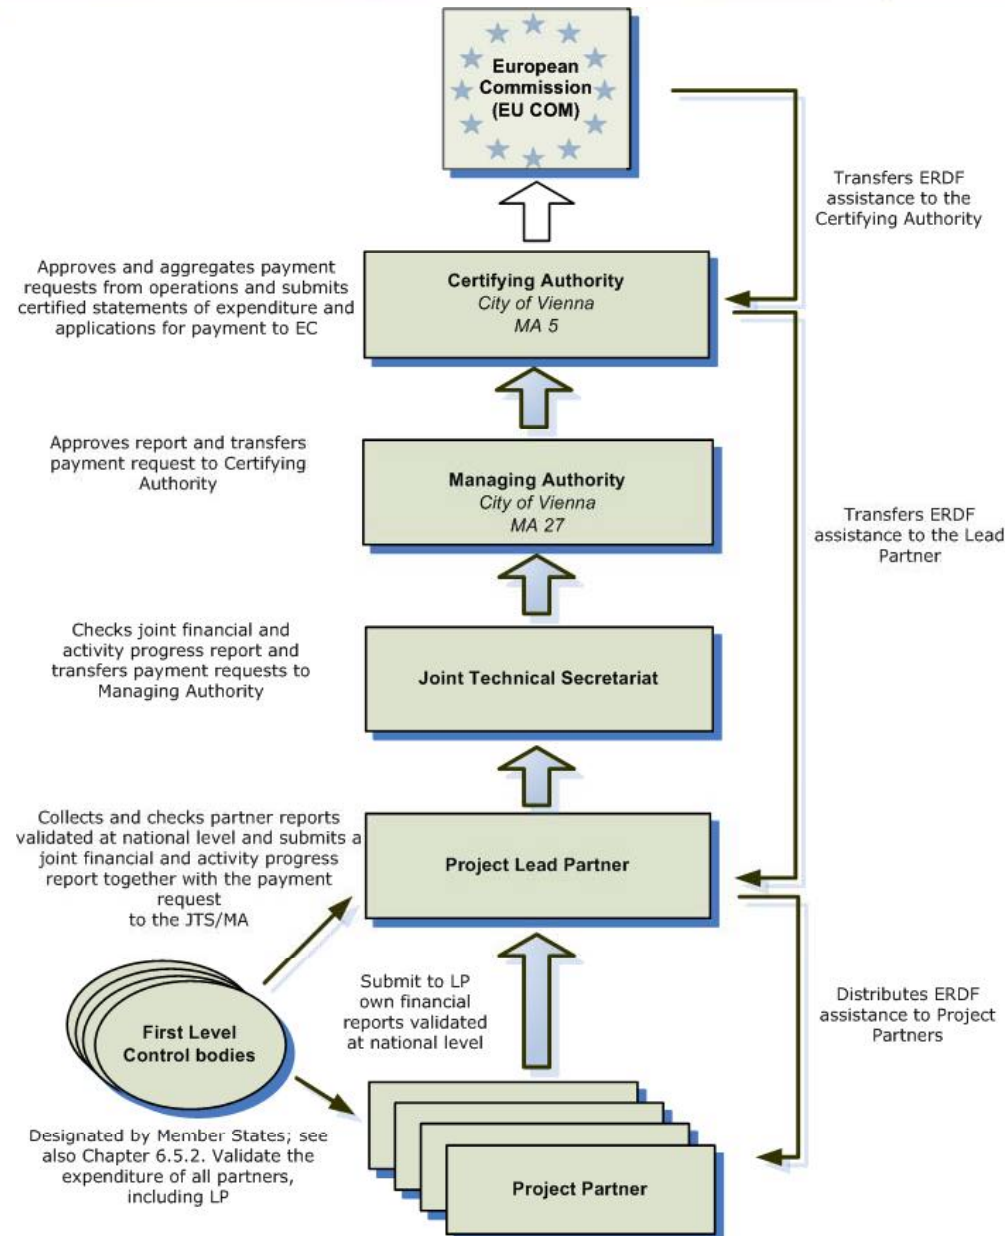 European
Commission
(EU COM)
Transfers ERDF
assistance to the
Certifying Authority
Approves and aggregates payment
requests from operations and submits
certified statements of expenditure and
applications for payment to EC
Certifying Authority
City of Vienna
MA 5
Approves report and transfers
payment request to Certifying
Authority
Managing Authority
City of Vienna
MA 27
Transfers ERDF
assistance to the Lead
Partner
Checks joint financial and
activity progress report and
transfers payment requests to
Managing Authority
Joint Technical Secretariat
Collects and checks partner reports
validated at national level and submits a
joint financial and activity progress
report together with the payment
request
to the JTS/MA
Project Lead Partner
Submit to LP
own financial
reports validated
at national level
Distributes ERDF
assistance to Project
Partners
First Level
Control bodies
Designated by Member States; see
also Chapter 6.5.2. Validate the
expenditure of all partners,
including LP
Project Partner